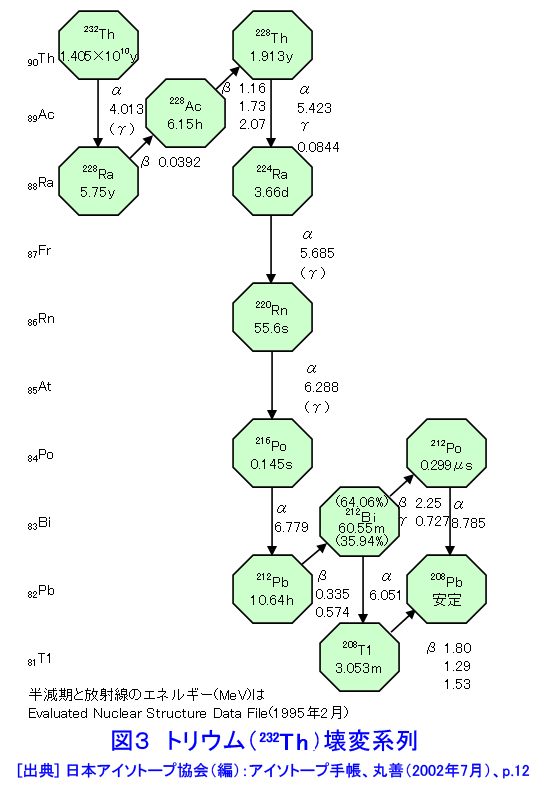 ²³²Th
1.405×10¹⁰y
²²⁸Th
1.913y
₉₀Th
α
4.013
(γ)
²²⁸Ac
6.15h
β 1.16
1.73
2.07
α
5.423
γ
0.0844
₈₉Ac
²²⁸Ra
5.75y
β 0.0392
²²⁴Ra
3.66d
₈₈Ra
α
5.685
(γ)
₈₇Fr
²²⁰Rn
55.6s
₈₆Rn
α
6.288
(γ)
₈₅At
²¹⁶Po
0.145s
²¹²Po
0.299μs
₈₄Po
α
6.779
(64.06%)
²¹²Bi
60.55m
(35.94%)
β 2.25
γ 0.727
α
8.785
₈₃Bi
²¹²Pb
10.64h
β
0.335
0.574
α
6.051
²⁰⁸Pb
安定
₈₂Pb
²⁰⁸T1
3.053m
β 1.80
1.29
1.53
₈₁T1
半減期と放射線のエネルギー(MeV)は
Evaluated Nuclear Structure Data File(1995年2月)
図3 トリウム(²³²Th)壊変系列
[出典] 日本アイソトープ協会(編):アイソトープ手帳、丸善(2002年7月)、p.12